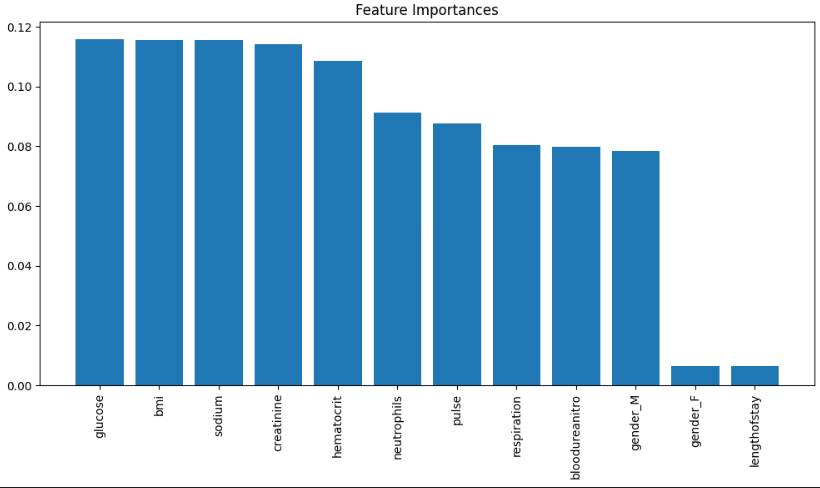 Feature Importances
0.12
0.10
0.08
0.06
0.04
0.02
0.00
glucose
bmi
sodium
creatinine
hematocrit
neutrophils
pulse
respiration
bloodureanitro
gender_M
gender_F
lengthofstay